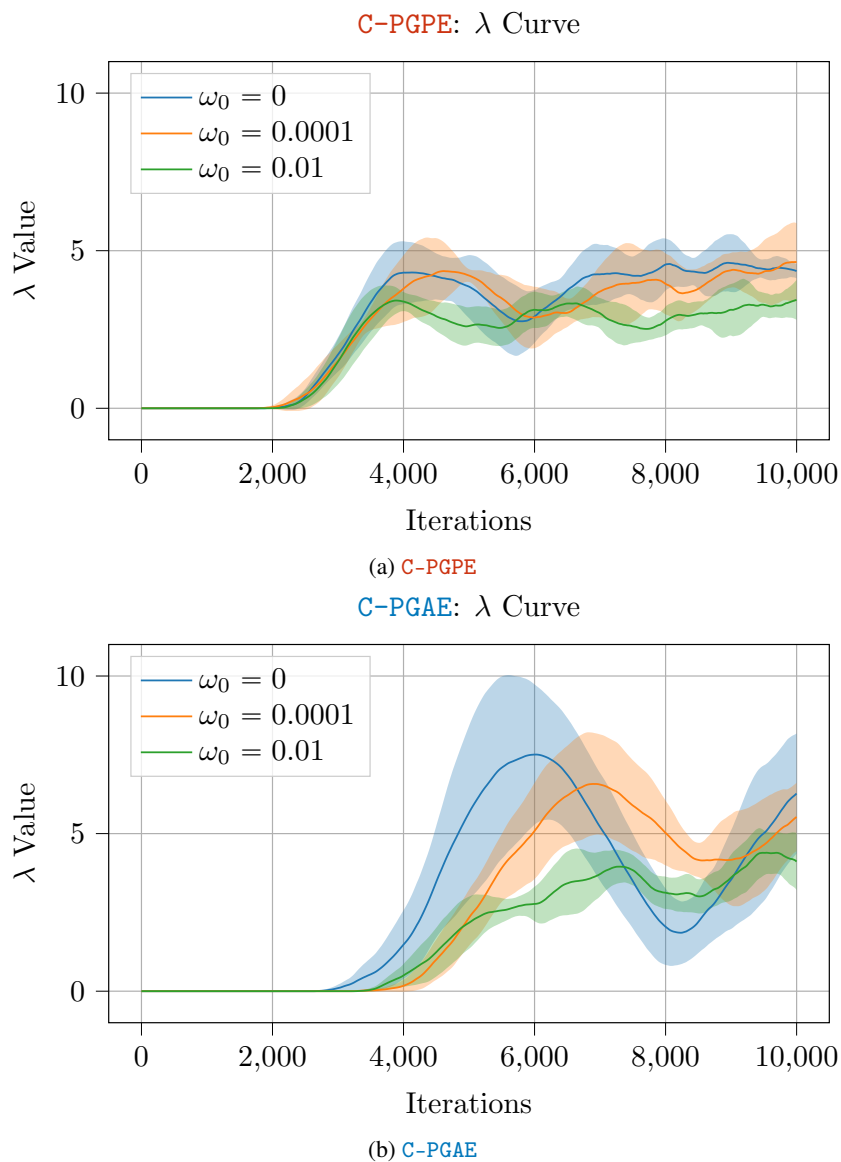 C-PGPE: λ Curve
10
5
0
λ Value
ω₀ = 0
ω₀ = 0.0001
ω₀ = 0.01
0 2,000 4,000 6,000 8,000 10,000
Iterations
(a) C-PGPE
C-PGAE: λ Curve
10
5
0
λ Value
ω₀ = 0
ω₀ = 0.0001
ω₀ = 0.01
0 2,000 4,000 6,000 8,000 10,000
Iterations
(b) C-PGAE